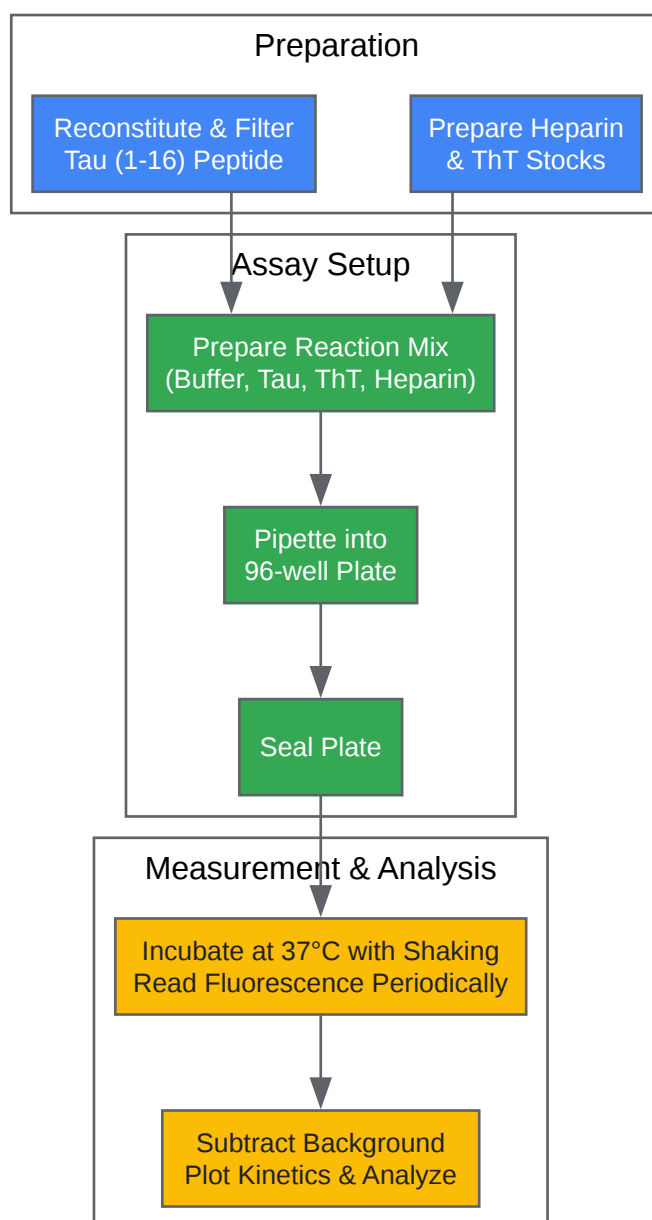 Preparation
Reconstitute & Filter
Tau (1-16) Peptide
Prepare Heparin
& ThT Stocks
Assay Setup
Prepare Reaction Mix
(Buffer, Tau, ThT, Heparin)
Pipette into
96-well Plate
Seal Plate
Measurement & Analysis
Incubate at 37°C with Shaking
Read Fluorescence Periodically
Subtract Background
Plot Kinetics & Analyze